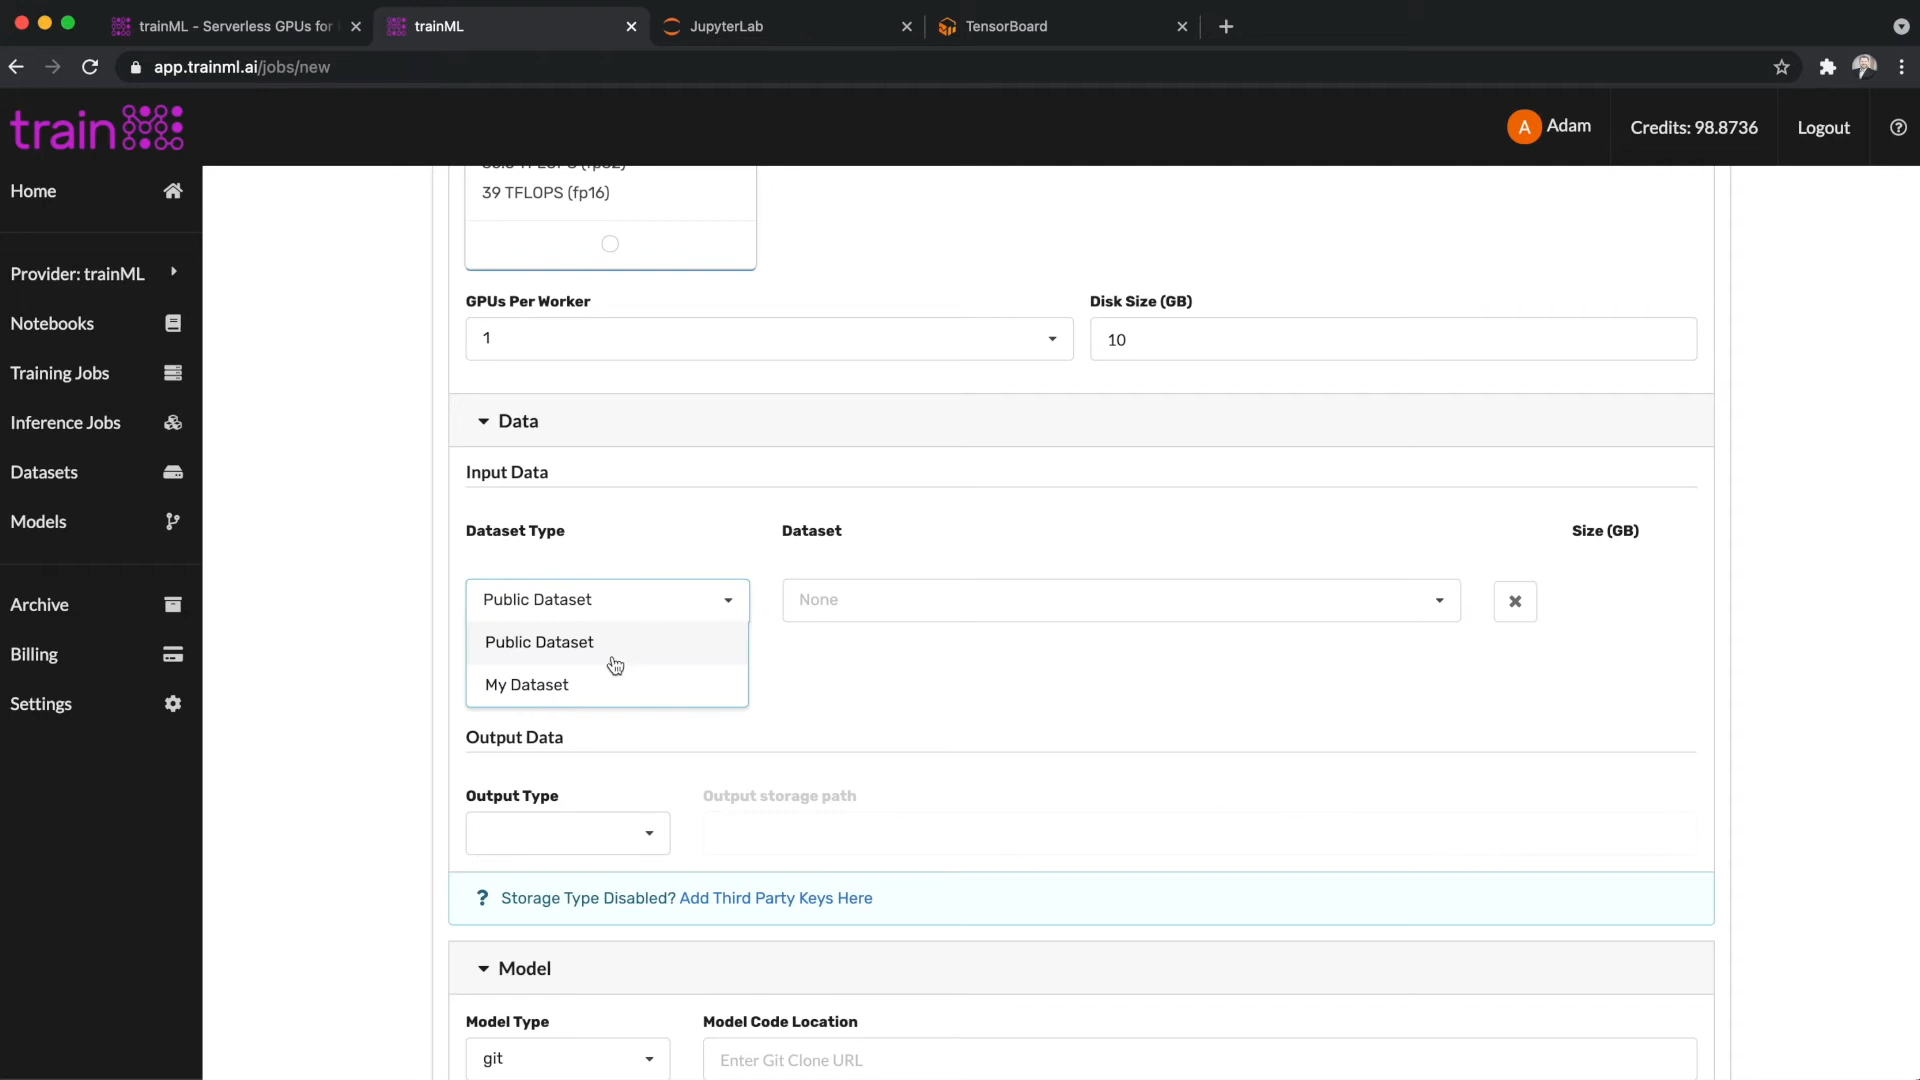 trainML - Serverless GPUs for
trainML
JupyterLab
TensorBoard
app.trainml.ai/jobs/new
train
A
Adam
Credits: 98.8736
Logout
Home
Provider: trainML
Notebooks
Training Jobs
Inference Jobs
Datasets
Models
Archive
Billing
Settings
39 TFLOPS (fp16)
GPUs Per Worker
Disk Size (GB)
1
10
Data
Input Data
Dataset Type
Dataset
Size (GB)
Public Dataset
None
Public Dataset
My Dataset
Output Data
Output Type
Output storage path
? Storage Type Disabled? Add Third Party Keys Here
Model
Model Type
Model Code Location
git
Enter Git Clone URL